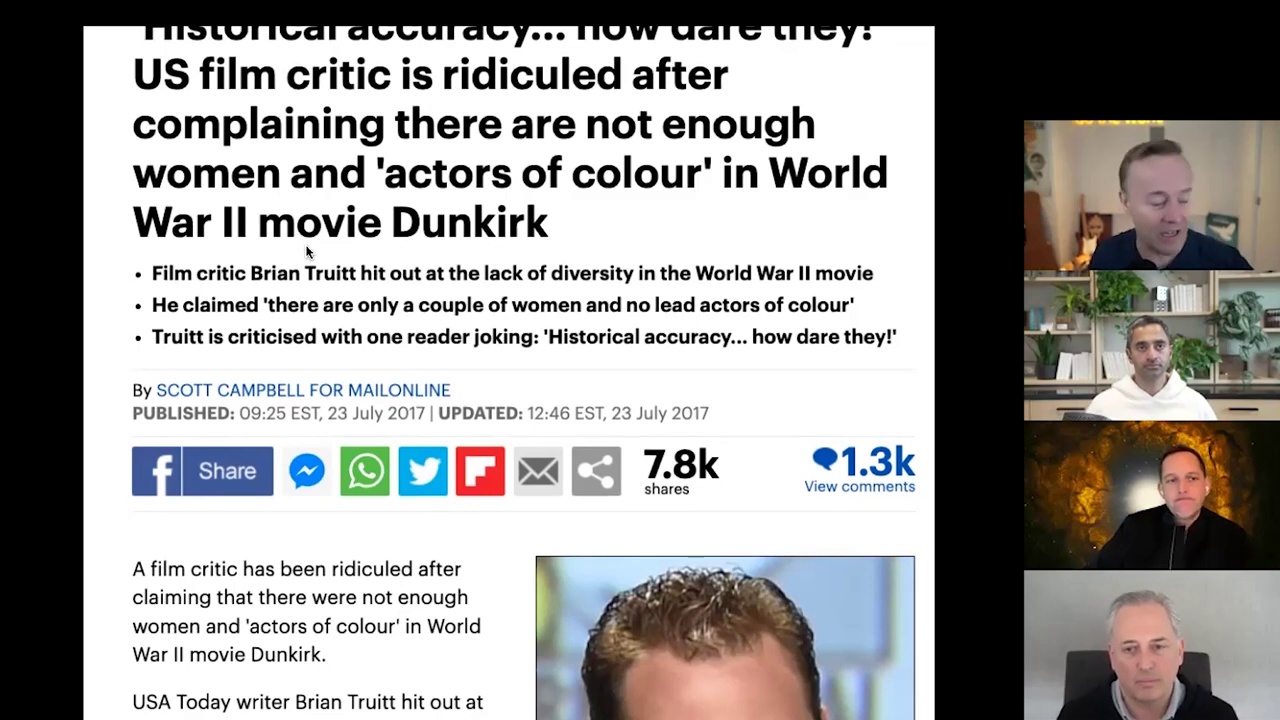 'Historical accuracy... how dare they!'
US film critic is ridiculed after
complaining there are not enough
women and 'actors of colour' in World
War II movie Dunkirk
• Film critic Brian Truitt hit out at the lack of diversity in the World War II movie
• He claimed 'there are only a couple of women and no lead actors of colour'
• Truitt is criticised with one reader joking: 'Historical accuracy... how dare they!'
By SCOTT CAMPBELL FOR MAILONLINE
PUBLISHED: 09:25 EST, 23 July 2017 | UPDATED: 12:46 EST, 23 July 2017
Share
7.8k
shares
1.3k
View comments
A film critic has been ridiculed after
claiming that there were not enough
women and 'actors of colour' in World
War II movie Dunkirk.
USA Today writer Brian Truitt hit out at